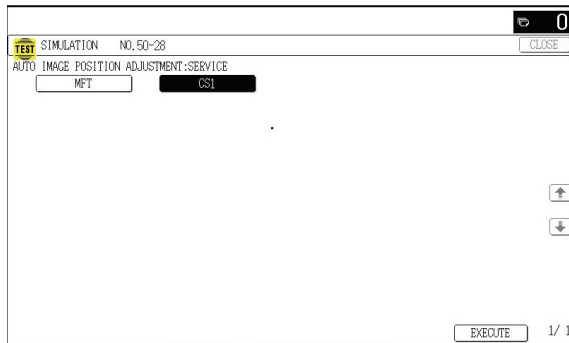 0
TEST SIMULATION NO.50-28 CLOSE
AUTO IMAGE POSITION ADJUSTMENT:SERVICE
MFT CS1
EXECUTE 1/ 1